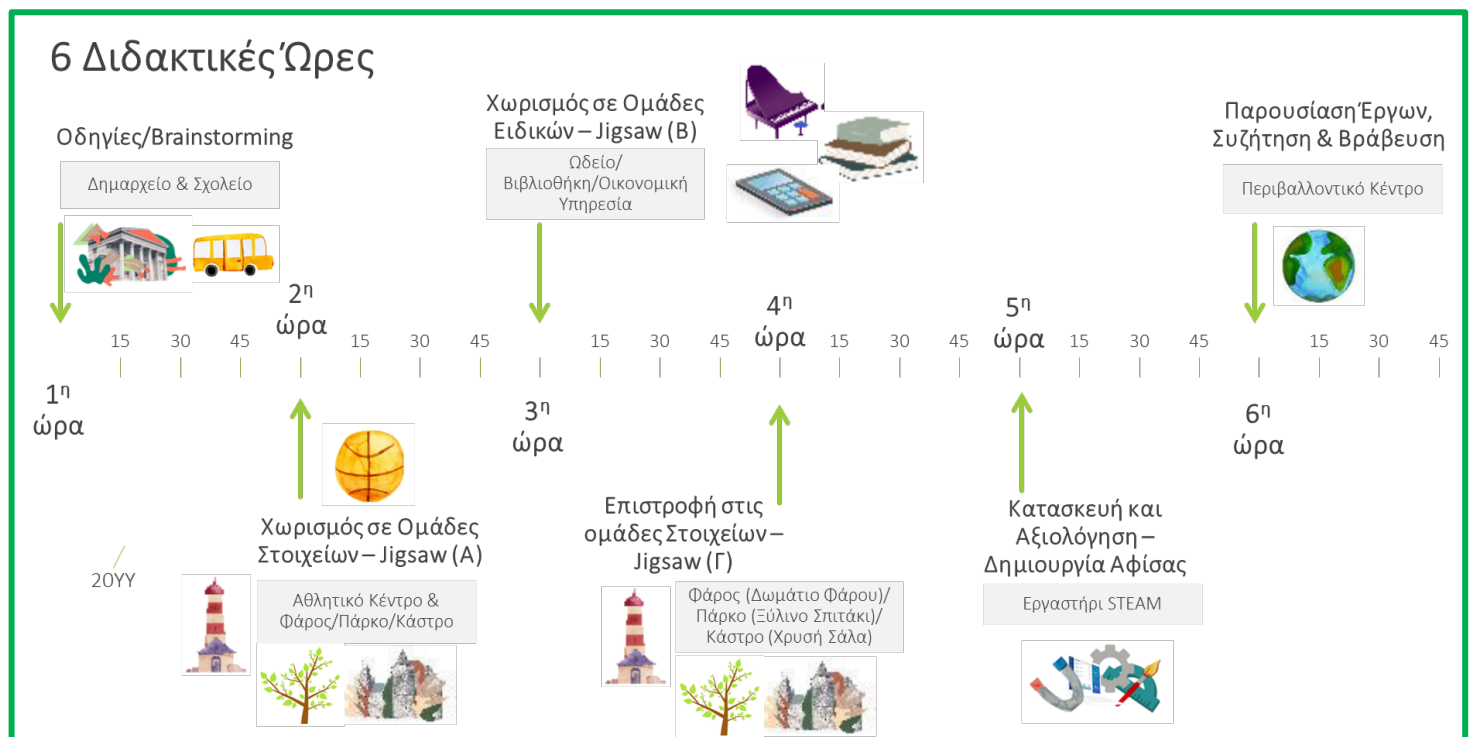 6 Διδακτικές Ώρες
Οδηγίες/Brainstorming
Δημαρχείο & Σχολείο
Χωρισμός σε Ομάδες
Ειδικών – Jigsaw (Β)
Ωδείο/
Βιβλιοθήκη/Οικονομική
Υπηρεσία
Παρουσίαση Έργων,
Συζήτηση & Βράβευση
Περιβαλλοντικό Κέντρο
1η
ώρα
15
30
45
2η
ώρα
15
30
45
3η
ώρα
15
30
45
4η
ώρα
15
30
45
5η
ώρα
15
30
45
6η
ώρα
15
30
45
20YY
Χωρισμός σε Ομάδες
Στοιχείων – Jigsaw (Α)
Αθλητικό Κέντρο &
Φάρος/Πάρκο/Κάστρο
Επιστροφή στις
ομάδες Στοιχείων –
Jigsaw (Γ)
Φάρος (Δωμάτιο Φάρου)/
Πάρκο (Ξύλινο Σπιτάκι)/
Κάστρο (Χρυσή Σάλα)
Κατασκευή και
Αξιολόγηση –
Δημιουργία Αφίσας
Εργαστήρι STEAM